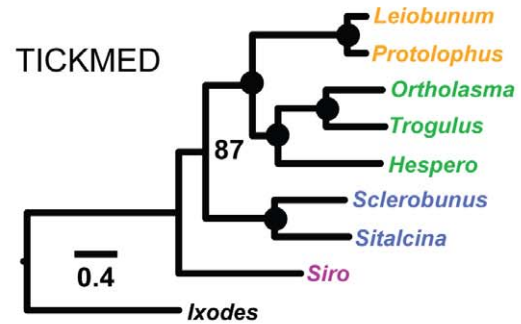 Leiobunum
TICKMED
Protolophus
Ortholasma
Trogulus
87
Hespero
Sclerobunus
Sitalcina
0.4
Siro
Ixodes